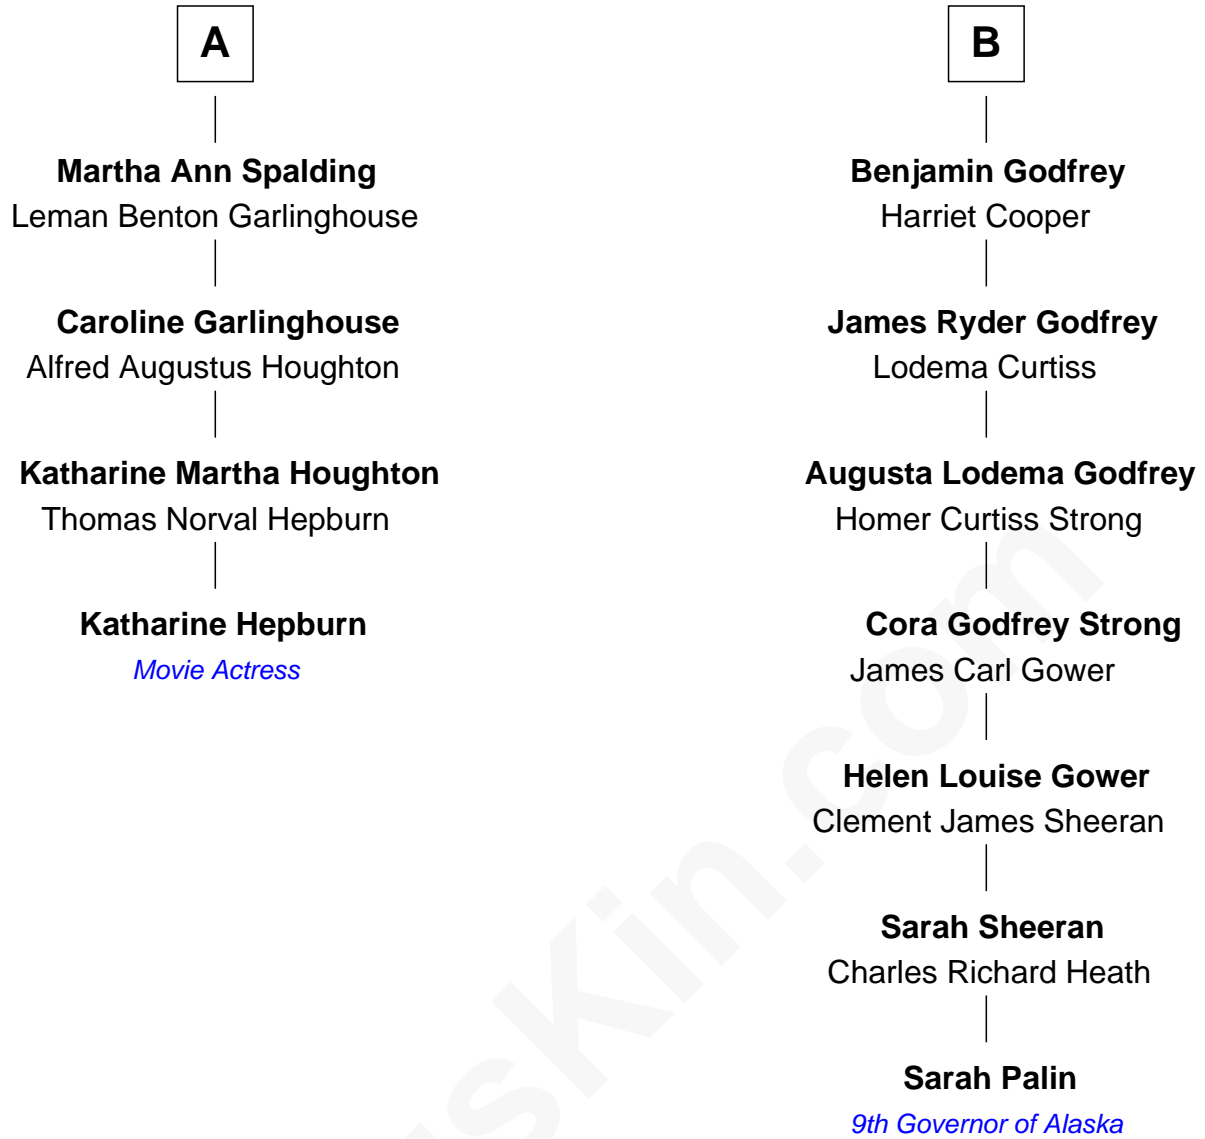 A
Martha Ann Spalding
Leman Benton Garlinghouse
Caroline Garlinghouse
Alfred Augustus Houghton
Katharine Martha Houghton
Thomas Norval Hepburn
Katharine Hepburn
Movie Actress
B
Benjamin Godfrey
Harriet Cooper
James Ryder Godfrey
Lodema Curtiss
Augusta Lodema Godfrey
Homer Curtiss Strong
Cora Godfrey Strong
James Carl Gower
Helen Louise Gower
Clement James Sheeran
Sarah Sheeran
Charles Richard Heath
Sarah Palin
9th Governor of Alaska